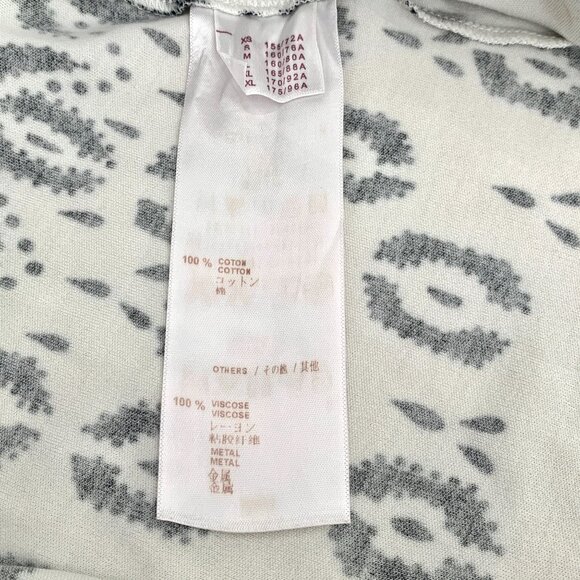 XS 155/72A
S 160/76A
M 160/80A
L 165/88A
XL 170/92A
175/96A
100 % COTON
COTTON
コットン
棉
OTHERS / その他 / 其他
100 % VISCOSE
VISCOSE
レーヨン
粘胶纤维
METAL
METAL
金属
金属